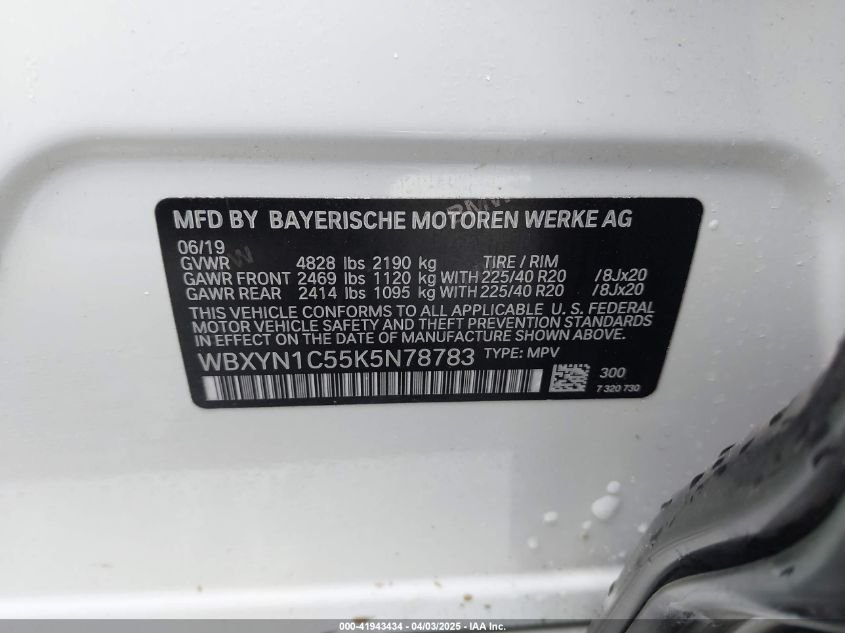 MFD BY BAYERISCHE MOTOREN WERKE AG
06/19
GVWR 4828 lbs 2190 kg TIRE / RIM
GAWR FRONT 2469 lbs 1120 kg WITH 225/40 R20 /8Jx20
GAWR REAR 2414 lbs 1095 kg WITH 225/40 R20 /8Jx20
THIS VEHICLE CONFORMS TO ALL APPLICABLE U. S. FEDERAL
MOTOR VEHICLE SAFETY AND THEFT PREVENTION STANDARDS
IN EFFECT ON THE DATE OF MANUFACTURE SHOWN ABOVE.
WBXYN1C55K5N78783 TYPE: MPV
300
7 320 730
000-41943434 - 04/03/2025 - IAA Copart, Inc.